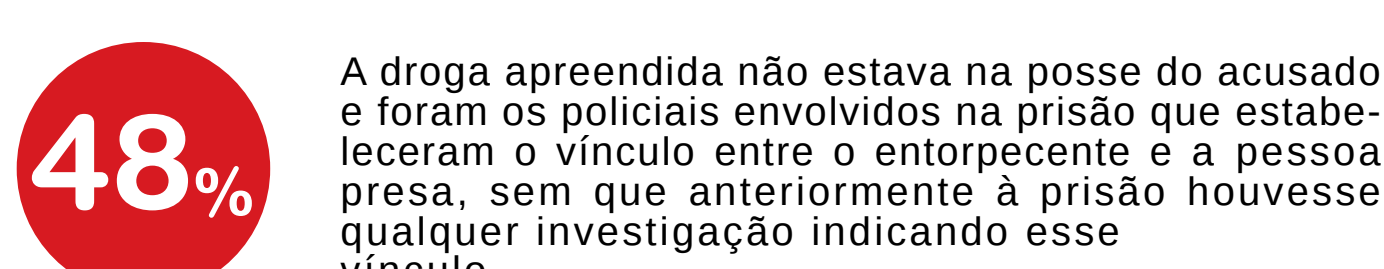 48%
A droga apreendida não estava na posse do acusado
e foram os policiais envolvidos na prisão que estabe-
leceram o vínculo entre o entorpecente e a pessoa
presa, sem que anteriormente à prisão houvesse
qualquer investigação indicando esse
vínculo